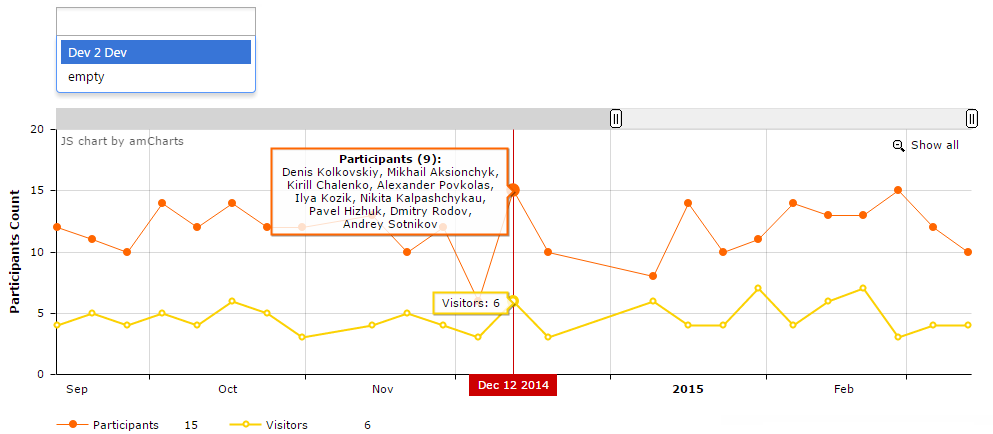 Dev 2 Dev
empty
JS chart by amCharts
Show all
Participants Count
20
15
10
5
0
Participants (9):
Denis Kolkovskiy, Mikhail Aksionchyk,
Kirill Chalenko, Alexander Povkolas,
Ilya Kozik, Nikita Kalpashchykau,
Pavel Hizhuk, Dmitry Rodov,
Andrey Sotnikov
Visitors: 6
Sep Oct Nov Dec 12 2014 2015 Feb
Participants 15 Visitors 6